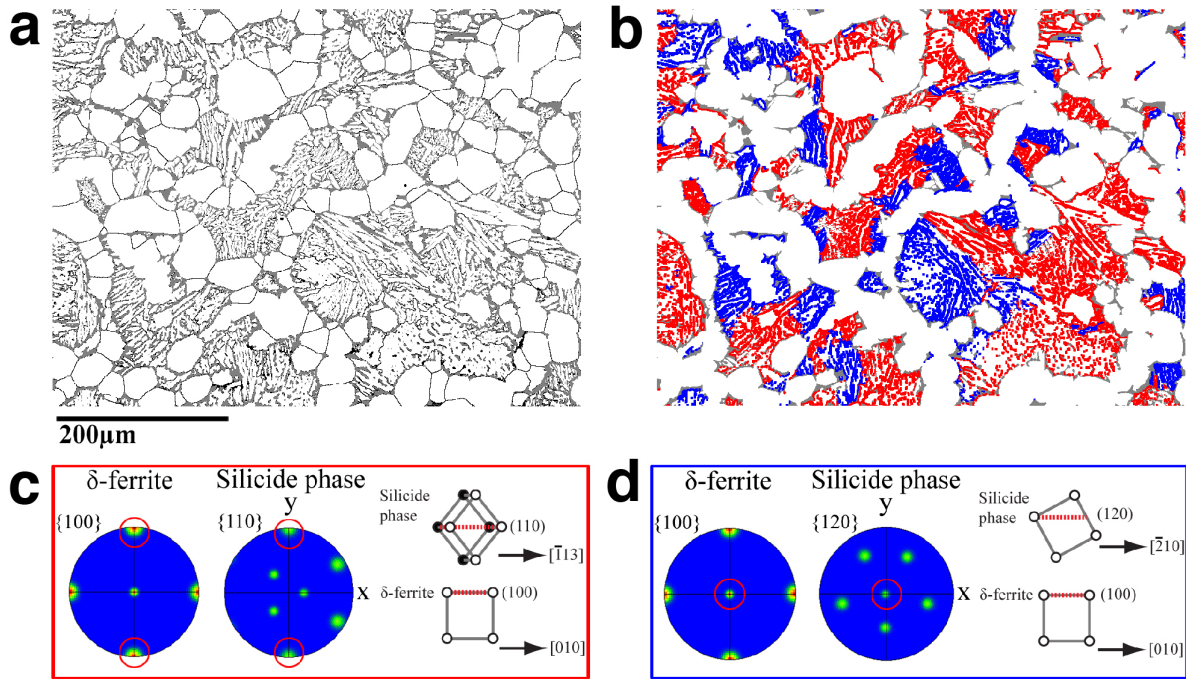 a
b
200µm
c
δ-ferrite
Silicide phase
{100}
{110}
y
x
Silicide
phase
(110)
[1̅13]
δ-ferrite
(100)
[010]
d
δ-ferrite
Silicide phase
{100}
{120}
y
x
Silicide
phase
(120)
[2̅10]
δ-ferrite
(100)
[010]